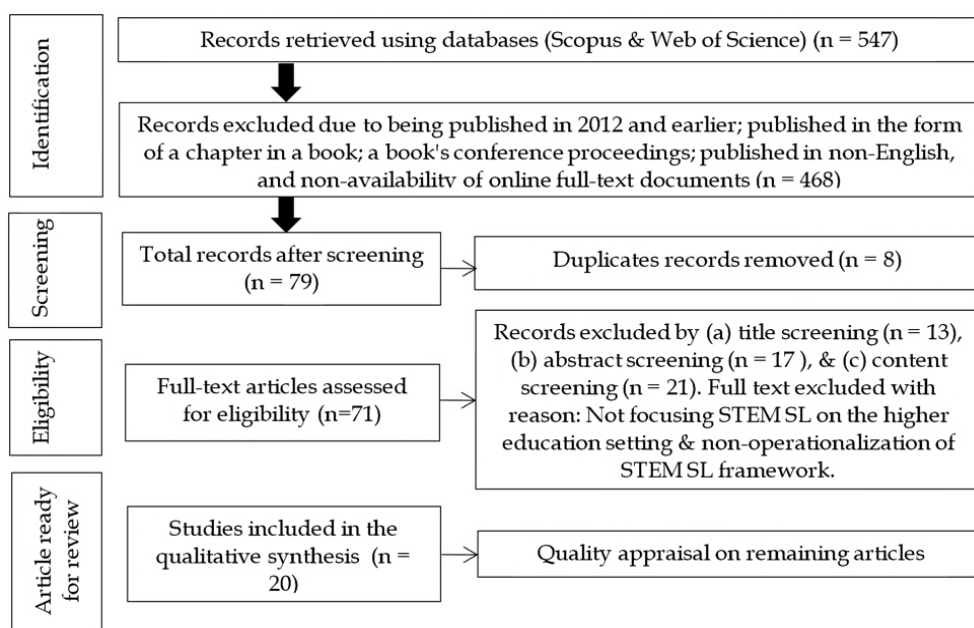 Identification
Records retrieved using databases (Scopus & Web of Science) (n = 547)
Records excluded due to being published in 2012 and earlier; published in the form
of a chapter in a book; a book's conference proceedings; published in non-English,
and non-availability of online full-text documents (n = 468)
Screening
Total records after screening
(n = 79)
Duplicates records removed (n = 8)
Eligibility
Full-text articles assessed
for eligibility (n=71)
Records excluded by (a) title screening (n = 13),
(b) abstract screening (n = 17 ), & (c) content
screening (n = 21). Full text excluded with
reason: Not focusing STEM SL on the higher
education setting & non-operationalization of
STEM SL framework.
Article ready
for review
Studies included in the
qualitative synthesis (n =
20)
Quality appraisal on remaining articles